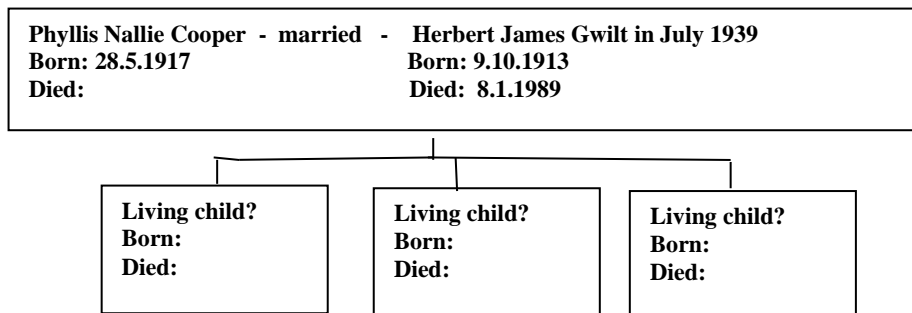 Phyllis Nallie Cooper - married - Herbert James Gwilt in July 1939
Born: 28.5.1917 Born: 9.10.1913
Died: Died: 8.1.1989
Living child?
Born:
Died:
Living child?
Born:
Died:
Living child?
Born:
Died: